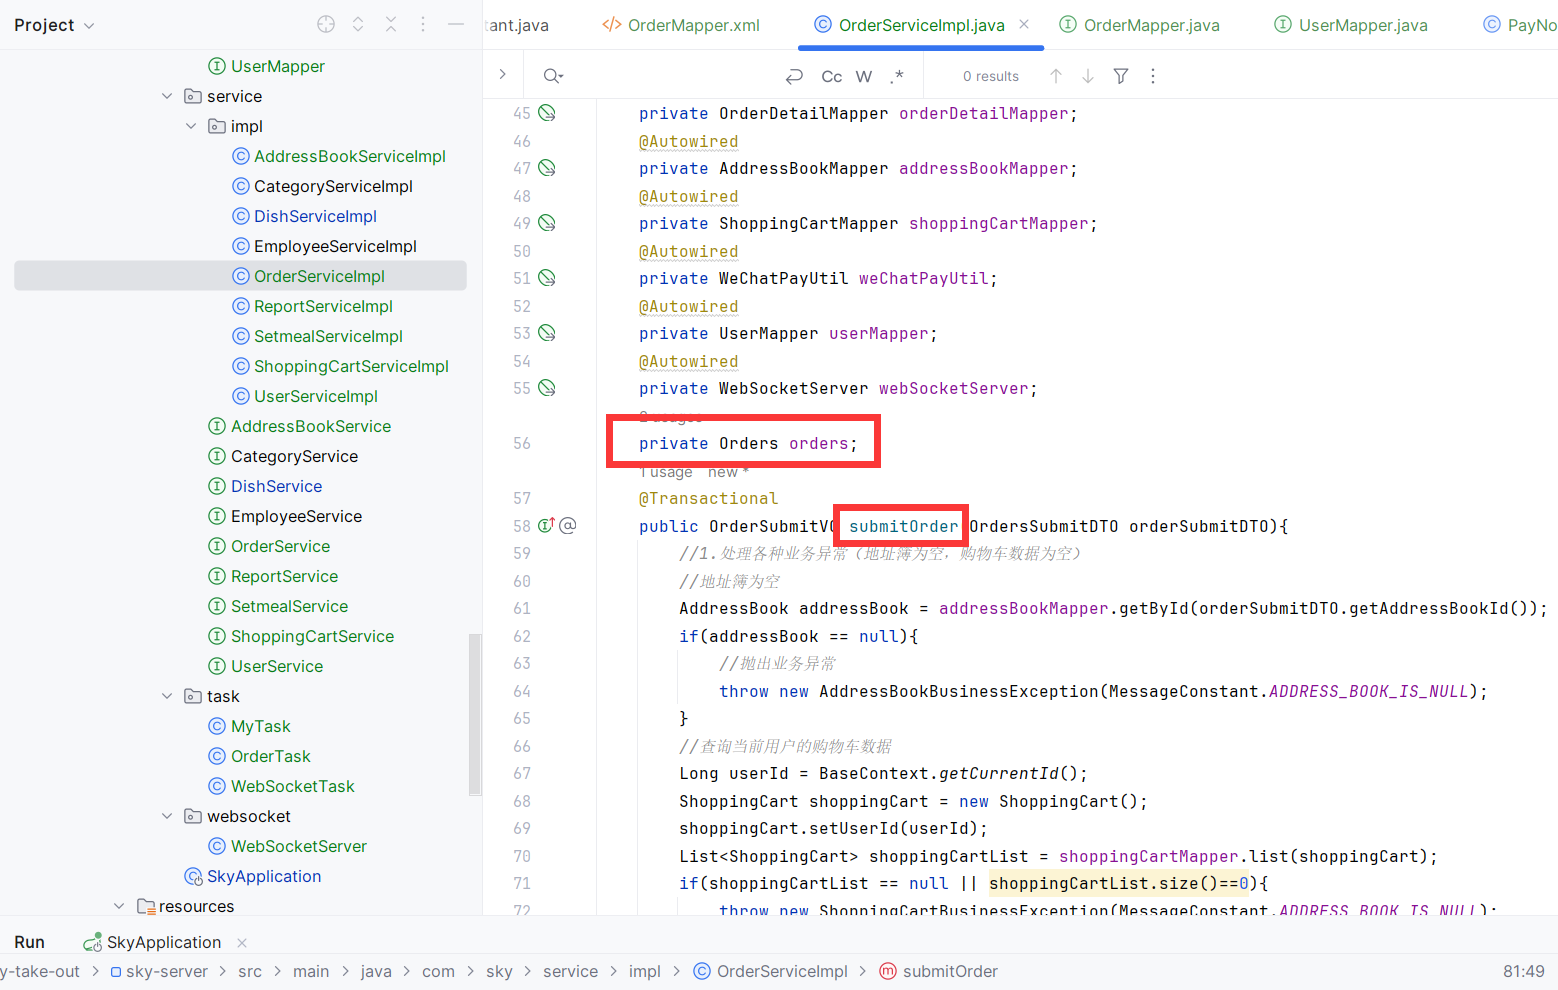 Project
tant.java
OrderMapper.xml
OrderServiceImpl.java
OrderMapper.java
UserMapper.java
PayNo
Cc
W
.*
0 results
UserMapper
service
impl
AddressBookServiceImpl
CategoryServiceImpl
DishServiceImpl
EmployeeServiceImpl
OrderServiceImpl
ReportServiceImpl
SetmealServiceImpl
ShoppingCartServiceImpl
UserServiceImpl
AddressBookService
CategoryService
DishService
EmployeeService
OrderService
ReportService
SetmealService
ShoppingCartService
UserService
task
MyTask
OrderTask
WebSocketTask
websocket
WebSocketServer
SkyApplication
resources
45 private OrderDetailMapper orderDetailMapper;
46 @Autowired
47 private AddressBookMapper addressBookMapper;
48 @Autowired
49 private ShoppingCartMapper shoppingCartMapper;
50 @Autowired
51 private WeChatPayUtil weChatPayUtil;
52 @Autowired
53 private UserMapper userMapper;
54 @Autowired
55 private WebSocketServer webSocketServer;
usages
56 private Orders orders;
1 usage new *
57 @Transactional
58 public OrderSubmitVO submitOrder(OrdersSubmitDTO orderSubmitDTO){
59 //1.处理各种业务异常（地址簿为空，购物车数据为空）
60 //地址簿为空
61 AddressBook addressBook = addressBookMapper.getById(orderSubmitDTO.getAddressBookId());
62 if(addressBook == null){
63 //抛出业务异常
64 throw new AddressBookBusinessException(MessageConstant.ADDRESS_BOOK_IS_NULL);
65 }
66 //查询当前用户的购物车数据
67 Long userId = BaseContext.getCurrentId();
68 ShoppingCart shoppingCart = new ShoppingCart();
69 shoppingCart.setUserId(userId);
70 List<ShoppingCart> shoppingCartList = shoppingCartMapper.list(shoppingCart);
71 if(shoppingCartList == null || shoppingCartList.size()==0){
72 throw new ShoppingCartBusinessException(MessageConstant.ADDRESS_BOOK_IS_NULL);
Run
SkyApplication
y-take-out > sky-server > src > main > java > com > sky > service > impl > OrderServiceImpl > submitOrder
81:49